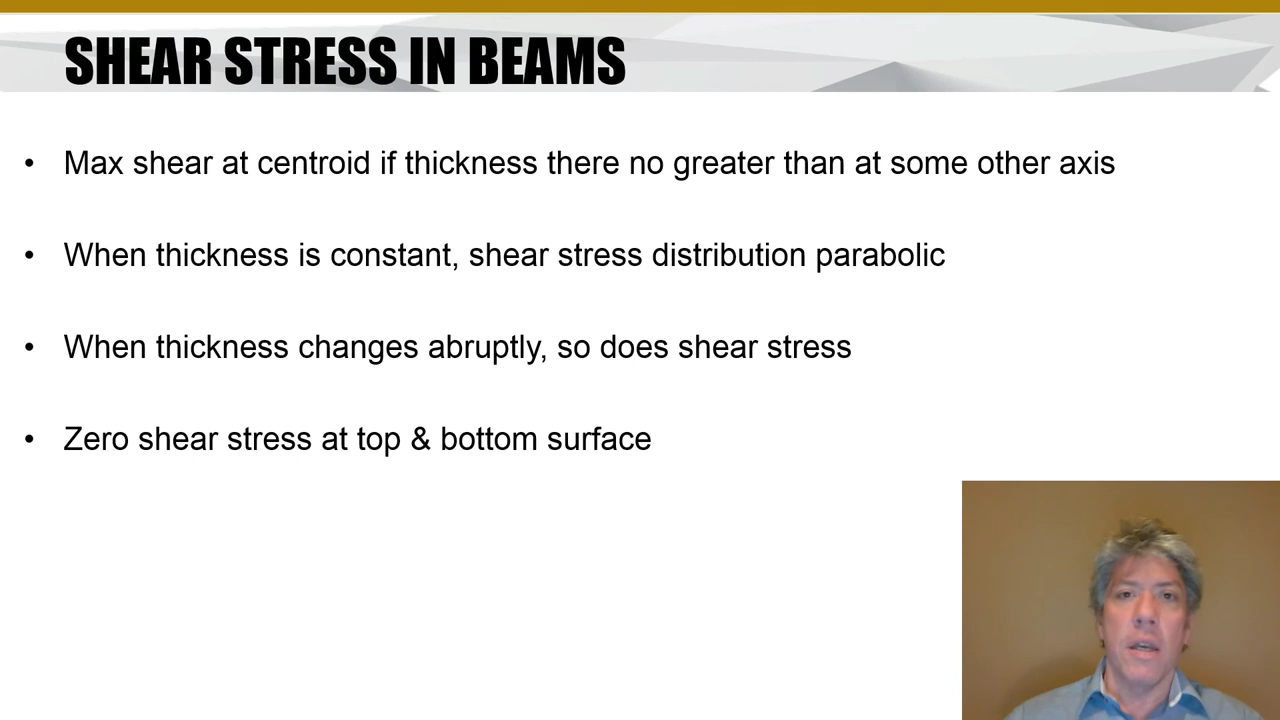 SHEAR STRESS IN BEAMS
• Max shear at centroid if thickness there no greater than at some other axis
• When thickness is constant, shear stress distribution parabolic
• When thickness changes abruptly, so does shear stress
• Zero shear stress at top & bottom surface